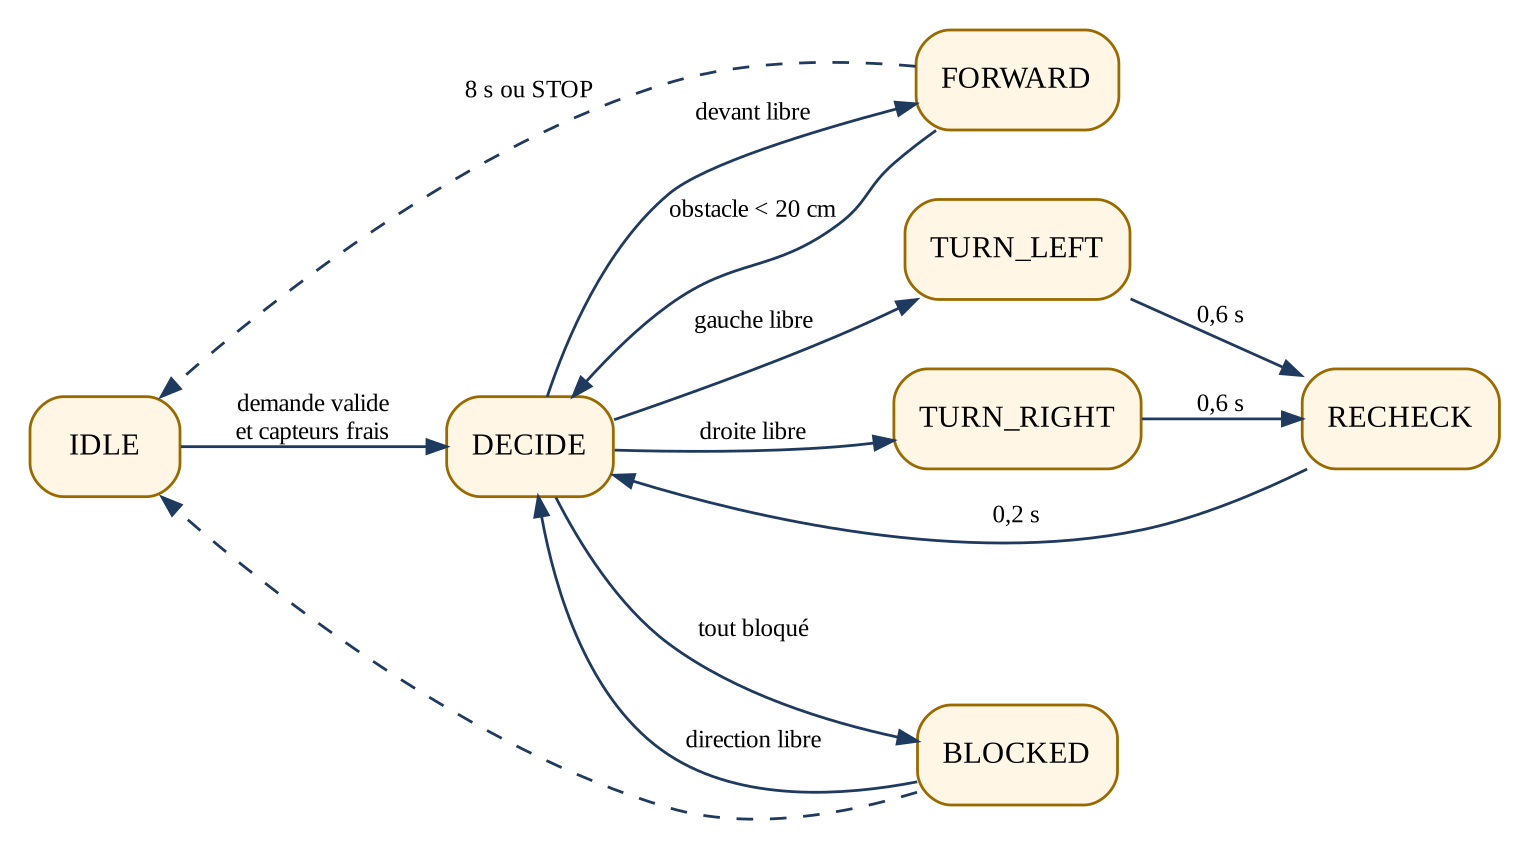 FORWARD
8 s ou STOP
devant libre
obstacle < 20 cm
TURN_LEFT
gauche libre
0,6 s
demande valide
et capteurs frais
IDLE
DECIDE
droite libre
TURN_RIGHT
0,6 s
RECHECK
0,2 s
tout bloqué
direction libre
BLOCKED